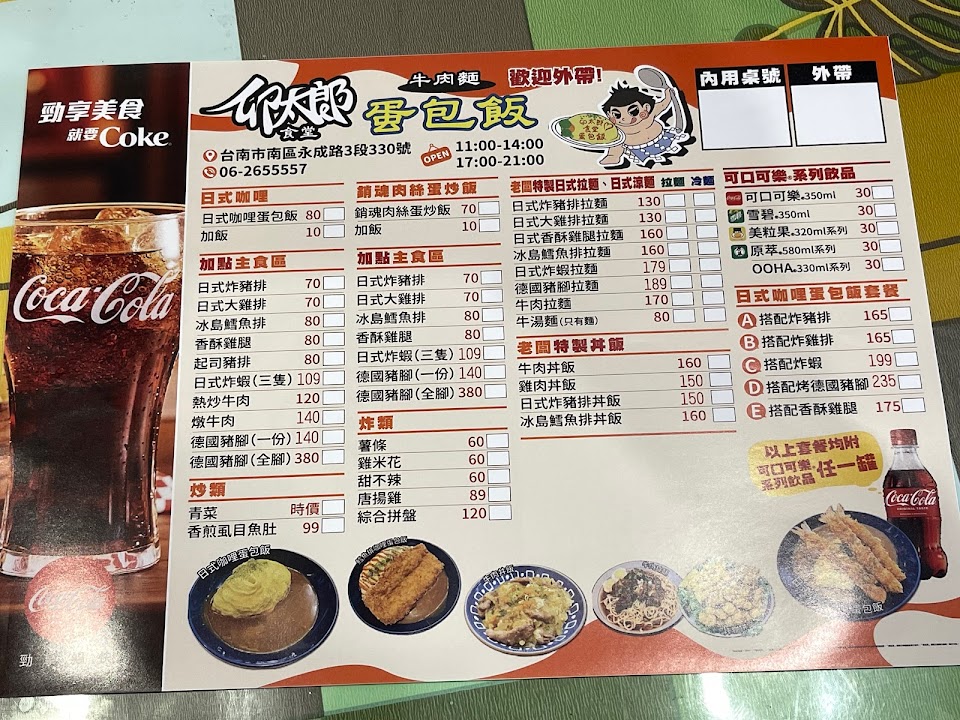 勁享美食
就要Coke
Coca-Cola
勁
卯太郎
食堂
牛肉麵
蛋包飯
歡迎外帶!
台南市南區永成路3段330號
06-2655557
OPEN
11:00-14:00
17:00-21:00
內用桌號
外帶
日式咖哩
日式咖哩蛋包飯 80
加飯 10
加點主食區
日式炸豬排 70
日式大雞排 70
冰島鱈魚排 80
香酥雞腿 80
起司豬排 80
日式炸蝦(三隻) 109
熱炒牛肉 120
燉牛肉 140
德國豬腳(一份) 140
德國豬腳(全腳) 380
炒類
青菜 時價
香煎虱目魚肚 99
銷魂肉絲蛋炒飯
銷魂肉絲蛋炒飯 70
加飯 10
加點主食區
日式炸豬排 70
日式大雞排 70
冰島鱈魚排 80
香酥雞腿 80
日式炸蝦(三隻) 109
德國豬腳(一份) 140
德國豬腳(全腳) 380
炸類
薯條 60
雞米花 60
甜不辣 60
唐揚雞 89
綜合拼盤 120
老闆特製日式拉麵、日式涼麵 拉麵 冷麵
日式炸豬排拉麵 130
日式大雞排拉麵 130
日式香酥雞腿拉麵 160
冰島鱈魚排拉麵 160
日式炸蝦拉麵 179
德國豬腳拉麵 189
牛肉拉麵 170
牛湯麵(只有麵) 80
老闆特製丼飯
牛肉丼飯 160
雞肉丼飯 150
日式炸豬排丼飯 150
冰島鱈魚排丼飯 160
可口可樂®系列飲品
可口可樂®350ml 30
雪碧®350ml 30
美粒果®320ml系列 30
原萃®580ml系列 30
OOHA®330ml系列 30
日式咖哩蛋包飯套餐
A 搭配炸豬排 165
B 搭配炸雞排 165
C 搭配炸蝦 199
D 搭配烤德國豬腳 235
E 搭配香酥雞腿 175
以上套餐均附
可口可樂®
系列飲品 任一罐
Coca-Cola
日式咖哩蛋包飯
牛肉丼飯
蛋包飯